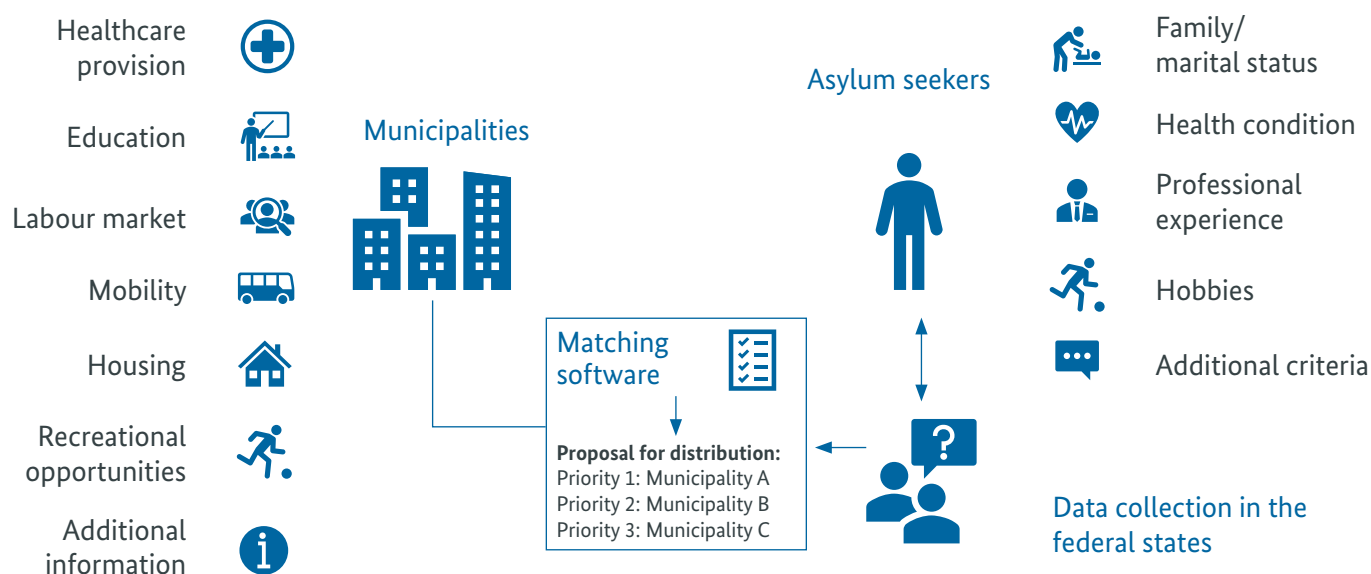 Healthcare
provision
Education
Labour market
Mobility
Housing
Recreational
opportunities
Additional
information
Municipalities
Matching
software
Proposal for distribution:
Priority 1: Municipality A
Priority 2: Municipality B
Priority 3: Municipality C
Asylum seekers
?
Family/
marital status
Health condition
Professional
experience
Hobbies
Additional criteria
Data collection in the
federal states